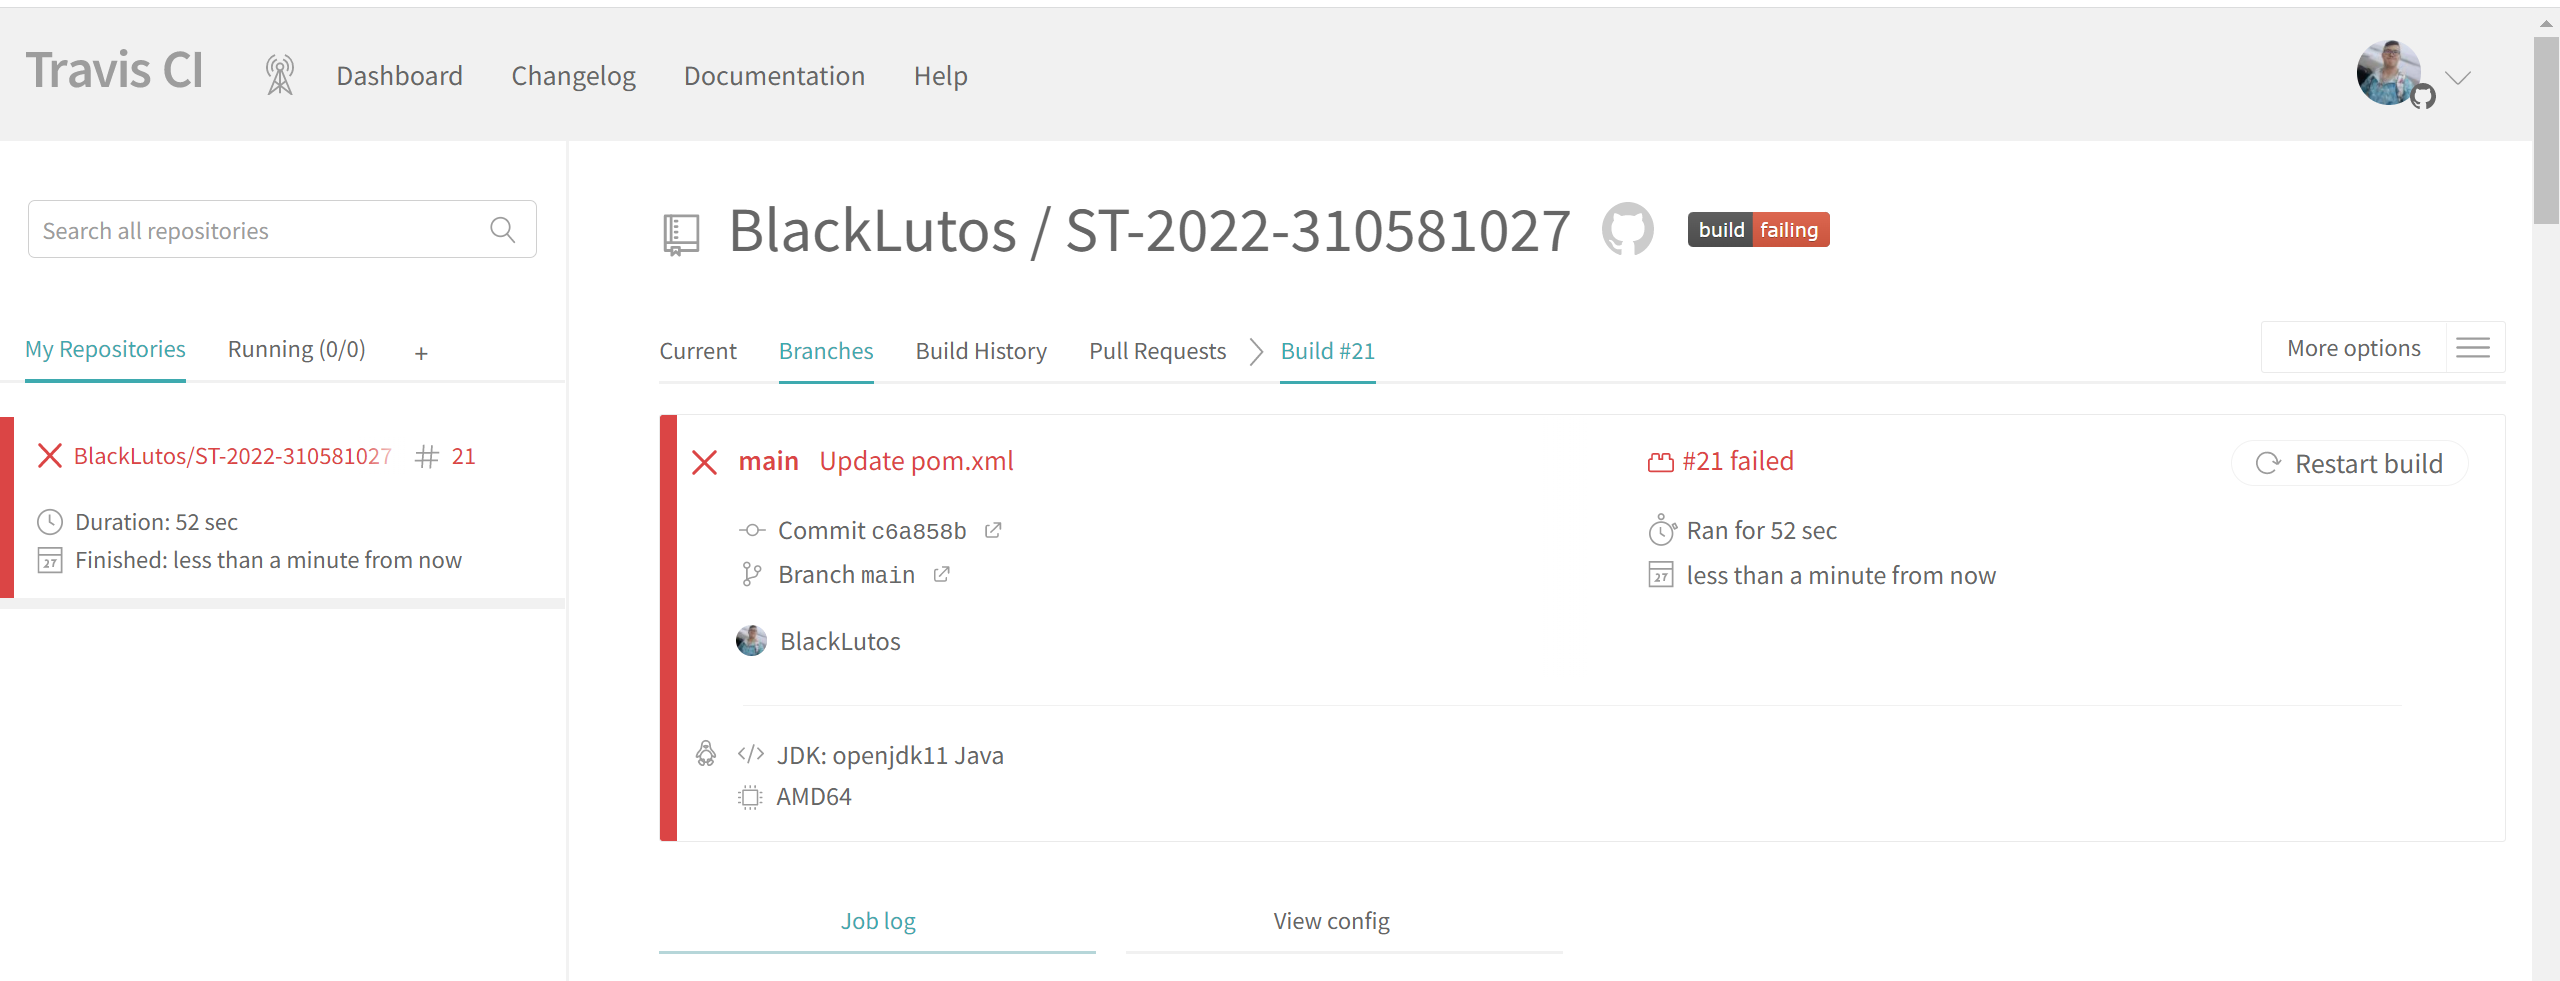 Travis CI
Dashboard Changelog Documentation Help
Search all repositories
My Repositories Running (0/0) +
BlackLutos/ST-2022-310581027 # 21
Duration: 52 sec
27 Finished: less than a minute from now
BlackLutos / ST-2022-310581027 build failing
Current Branches Build History Pull Requests Build #21
More options
main Update pom.xml
Commit c6a858b
Branch main
BlackLutos
#21 failed
Ran for 52 sec
27 less than a minute from now
Restart build
</> JDK: openjdk11 Java
AMD64
Job log View config